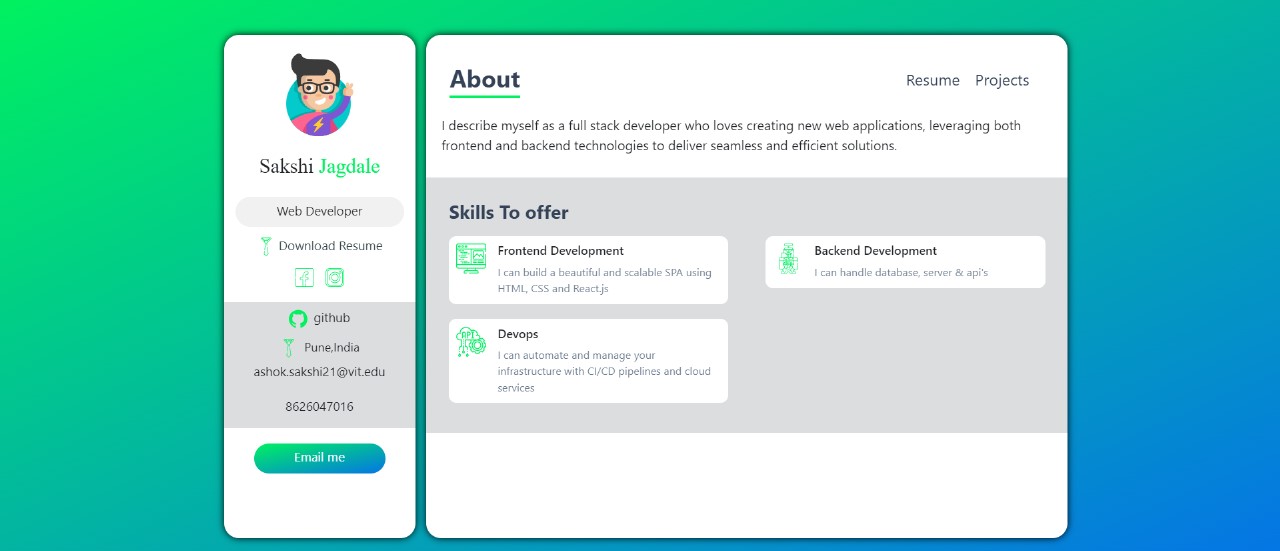 Sakshi Jagdale
Web Developer
Download Resume
github
Pune,India
ashok.sakshi21@vit.edu
8626047016
Email me
About
Resume
Projects
I describe myself as a full stack developer who loves creating new web applications, leveraging both
frontend and backend technologies to deliver seamless and efficient solutions.
Skills To offer
Frontend Development
I can build a beautiful and scalable SPA using
HTML, CSS and React.js
Backend Development
I can handle database, server & api's
API
Devops
I can automate and manage your
infrastructure with CI/CD pipelines and cloud
services